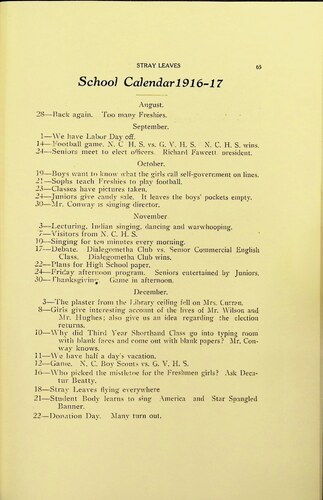 STRAY LEAVES 65
School Calendar 1916-17
August.
28—Back again. Too many Freshies.
September.
1—We have Labor Day off.
14—Football game. N. C. H. S. vs. G. V. H. S. N. C. H. S. wins.
24—Seniors meet to elect officers. Richard Fawcett, president.
October.
19—Boys want to know what the girls call self-government on lines.
21—Sophs teach Freshies to play football.
23—Classes have pictures taken.
24—Juniors give candy sale. It leaves the boys' pockets empty.
30—Mr. Conway is singing director.
November
3—Lecturing, Indian singing, dancing and warwhooping.
7—Visitors from N. C. H. S.
10—Singing for ten minutes every morning.
17—Debate. Dialegometha Club vs. Senior Commercial English
Class. Dialegometha Club wins.
22—Plans for High School paper.
24—Friday afternoon program. Seniors entertained by Juniors.
30—Thanksgiving. Game in afternoon.
December.
3—The plaster from the Library ceiling fell on Mrs.
8—Girls give interesting account of the lives of Mr. Wilson and
Mr. Hughes; also give us an idea regarding the election
returns.
10—Why did Third Year Shorthand Class go into typing room
with blank faces and come out with blank papers? Mr. Con-
way knows.
11—We have half a day's vacation.
12—Game. N. C. Boy Scouts vs. G. V. H. S.
16—Who picked the mistletoe for the Freshmen girls? Ask Deca-
tur Beatty.
18—Stray Leaves flying everywhere
21—Student Body learns to sing America and Star Spangled
Banner.
22—Donation Day. Many turn out.